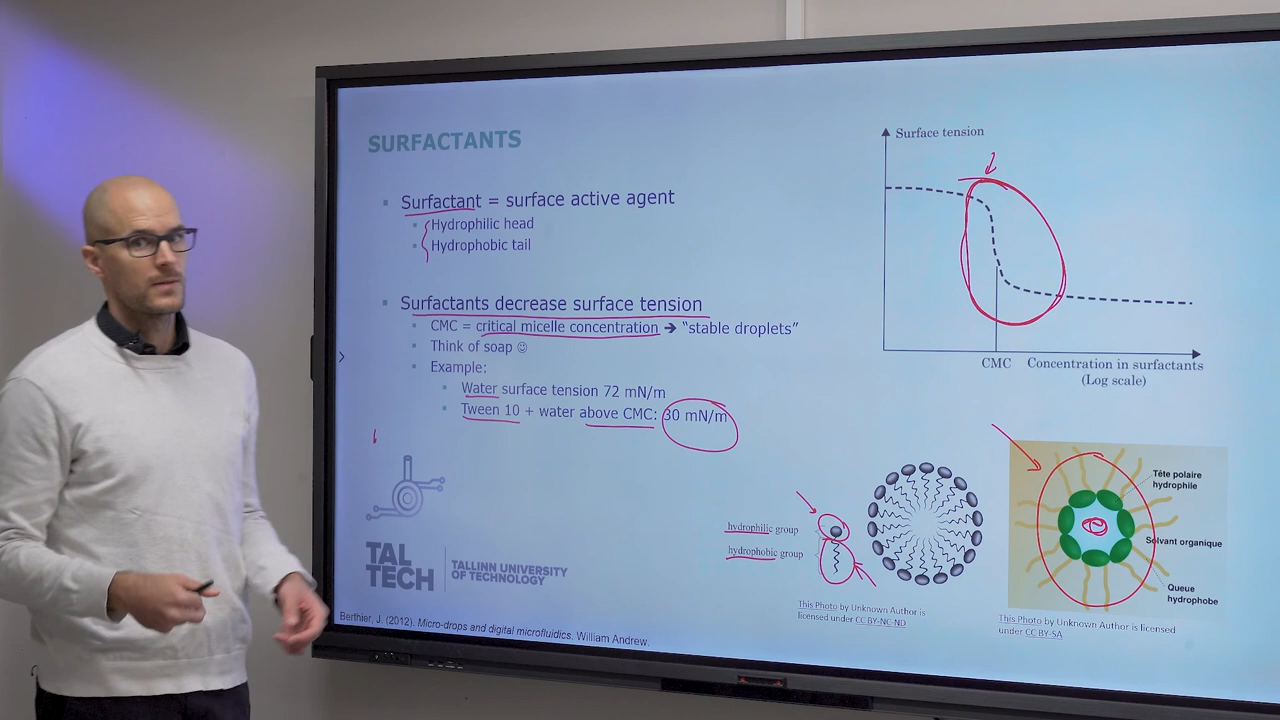 SURFACTANTS
Surfactant = surface active agent
Hydrophilic head
Hydrophobic tail
Surfactants decrease surface tension
CMC = critical micelle concentration ➔ “stable droplets”
Think of soap ☺
Example:
Water surface tension 72 mN/m
Tween 10 + water above CMC: 30 mN/m
TAL
TECH
TALLINN UNIVERSITY
OF TECHNOLOGY
Berthier, J. (2012). Micro-drops and digital microfluidics. William Andrew.
Surface tension
CMC
Concentration in surfactants
(Log scale)
hydrophilic group
hydrophobic group
This Photo by Unknown Author is
licensed under CC BY-NC-ND
Tête polaire
hydrophile
Solvant organique
Queue
hydrophobe
This Photo by Unknown Author is licensed
under CC BY-SA